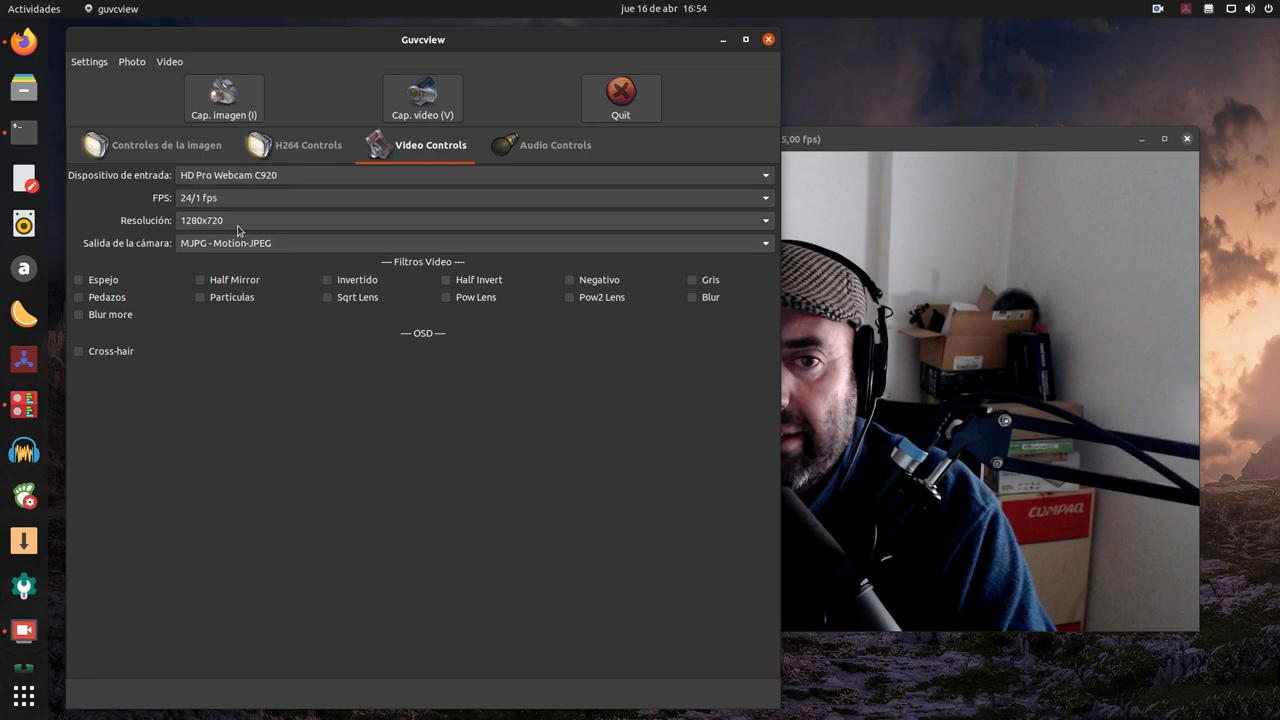 Actividades guvcview jue 16 de abr 16:54
Guvcview
Settings Photo Video
Cap. imagen (I) Cap. vídeo (V) Quit
Controles de la imagen H264 Controls Video Controls Audio Controls
5,00 fps)
Dispositivo de entrada: HD Pro Webcam C920
FPS: 24/1 fps
Resolución: 1280x720
Salida de la cámara: MJPG - Motion-JPEG
---- Filtros Video ----
Espejo Half Mirror Invertido Half Invert Negativo Gris
Pedazos Partículas Sqrt Lens Pow Lens Pow2 Lens Blur
Blur more
---- OSD ----
Cross-hair
COMPAQ